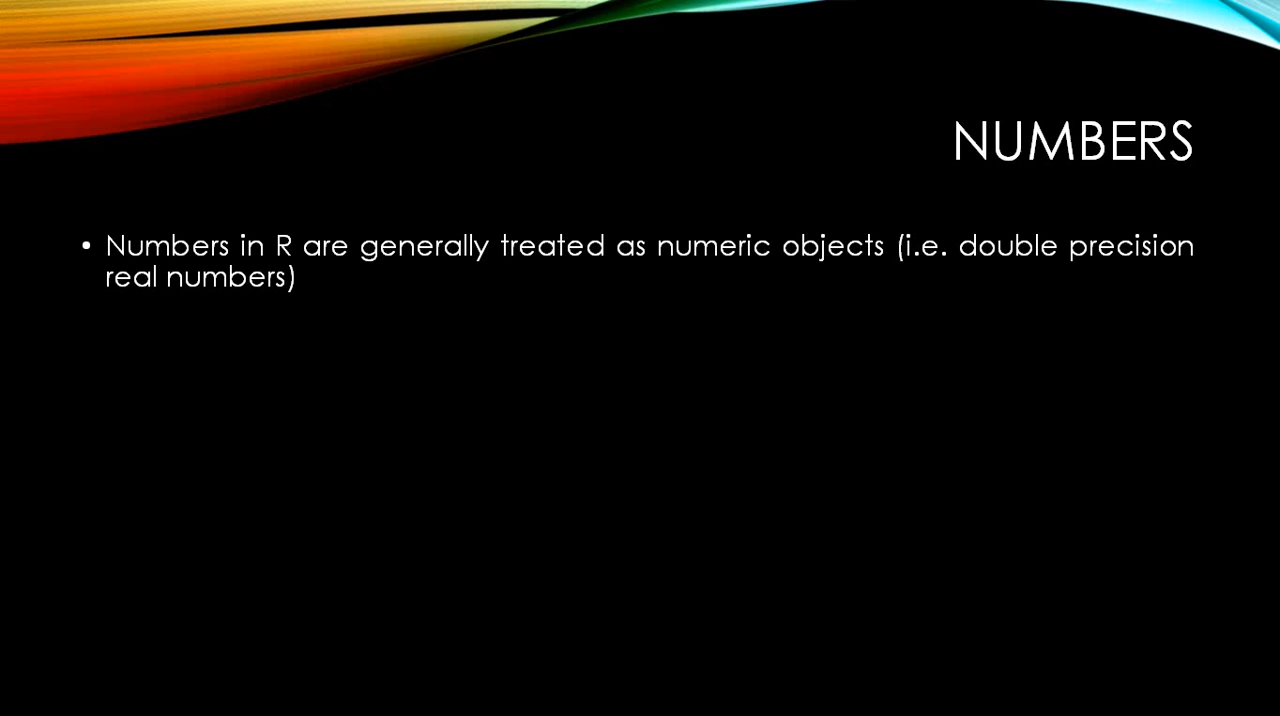 NUMBERS
• Numbers in R are generally treated as numeric objects (i.e. double precision
real numbers)